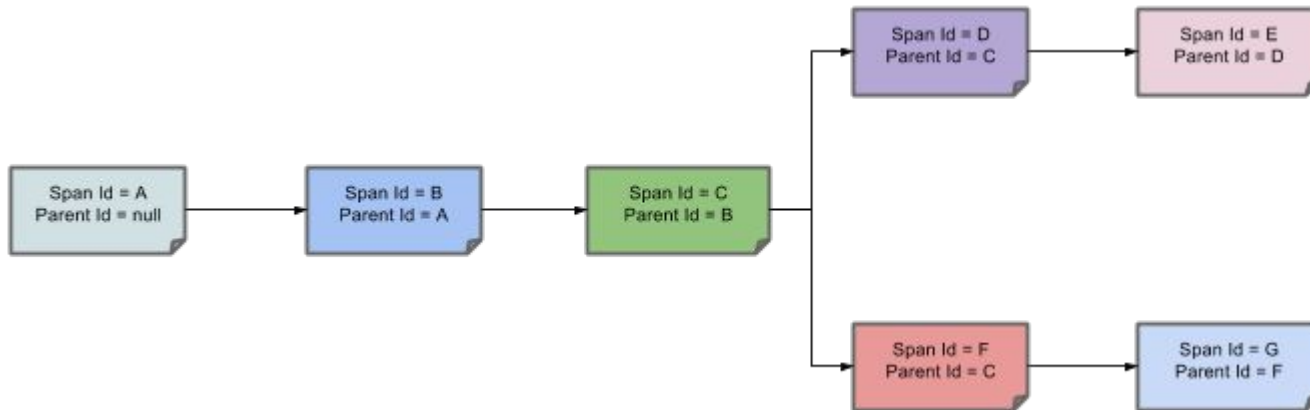 Span Id = D
Parent Id = C
Span Id = E
Parent Id = D
Span Id = A
Parent Id = null
Span Id = B
Parent Id = A
Span Id = C
Parent Id = B
Span Id = F
Parent Id = C
Span Id = G
Parent Id = F